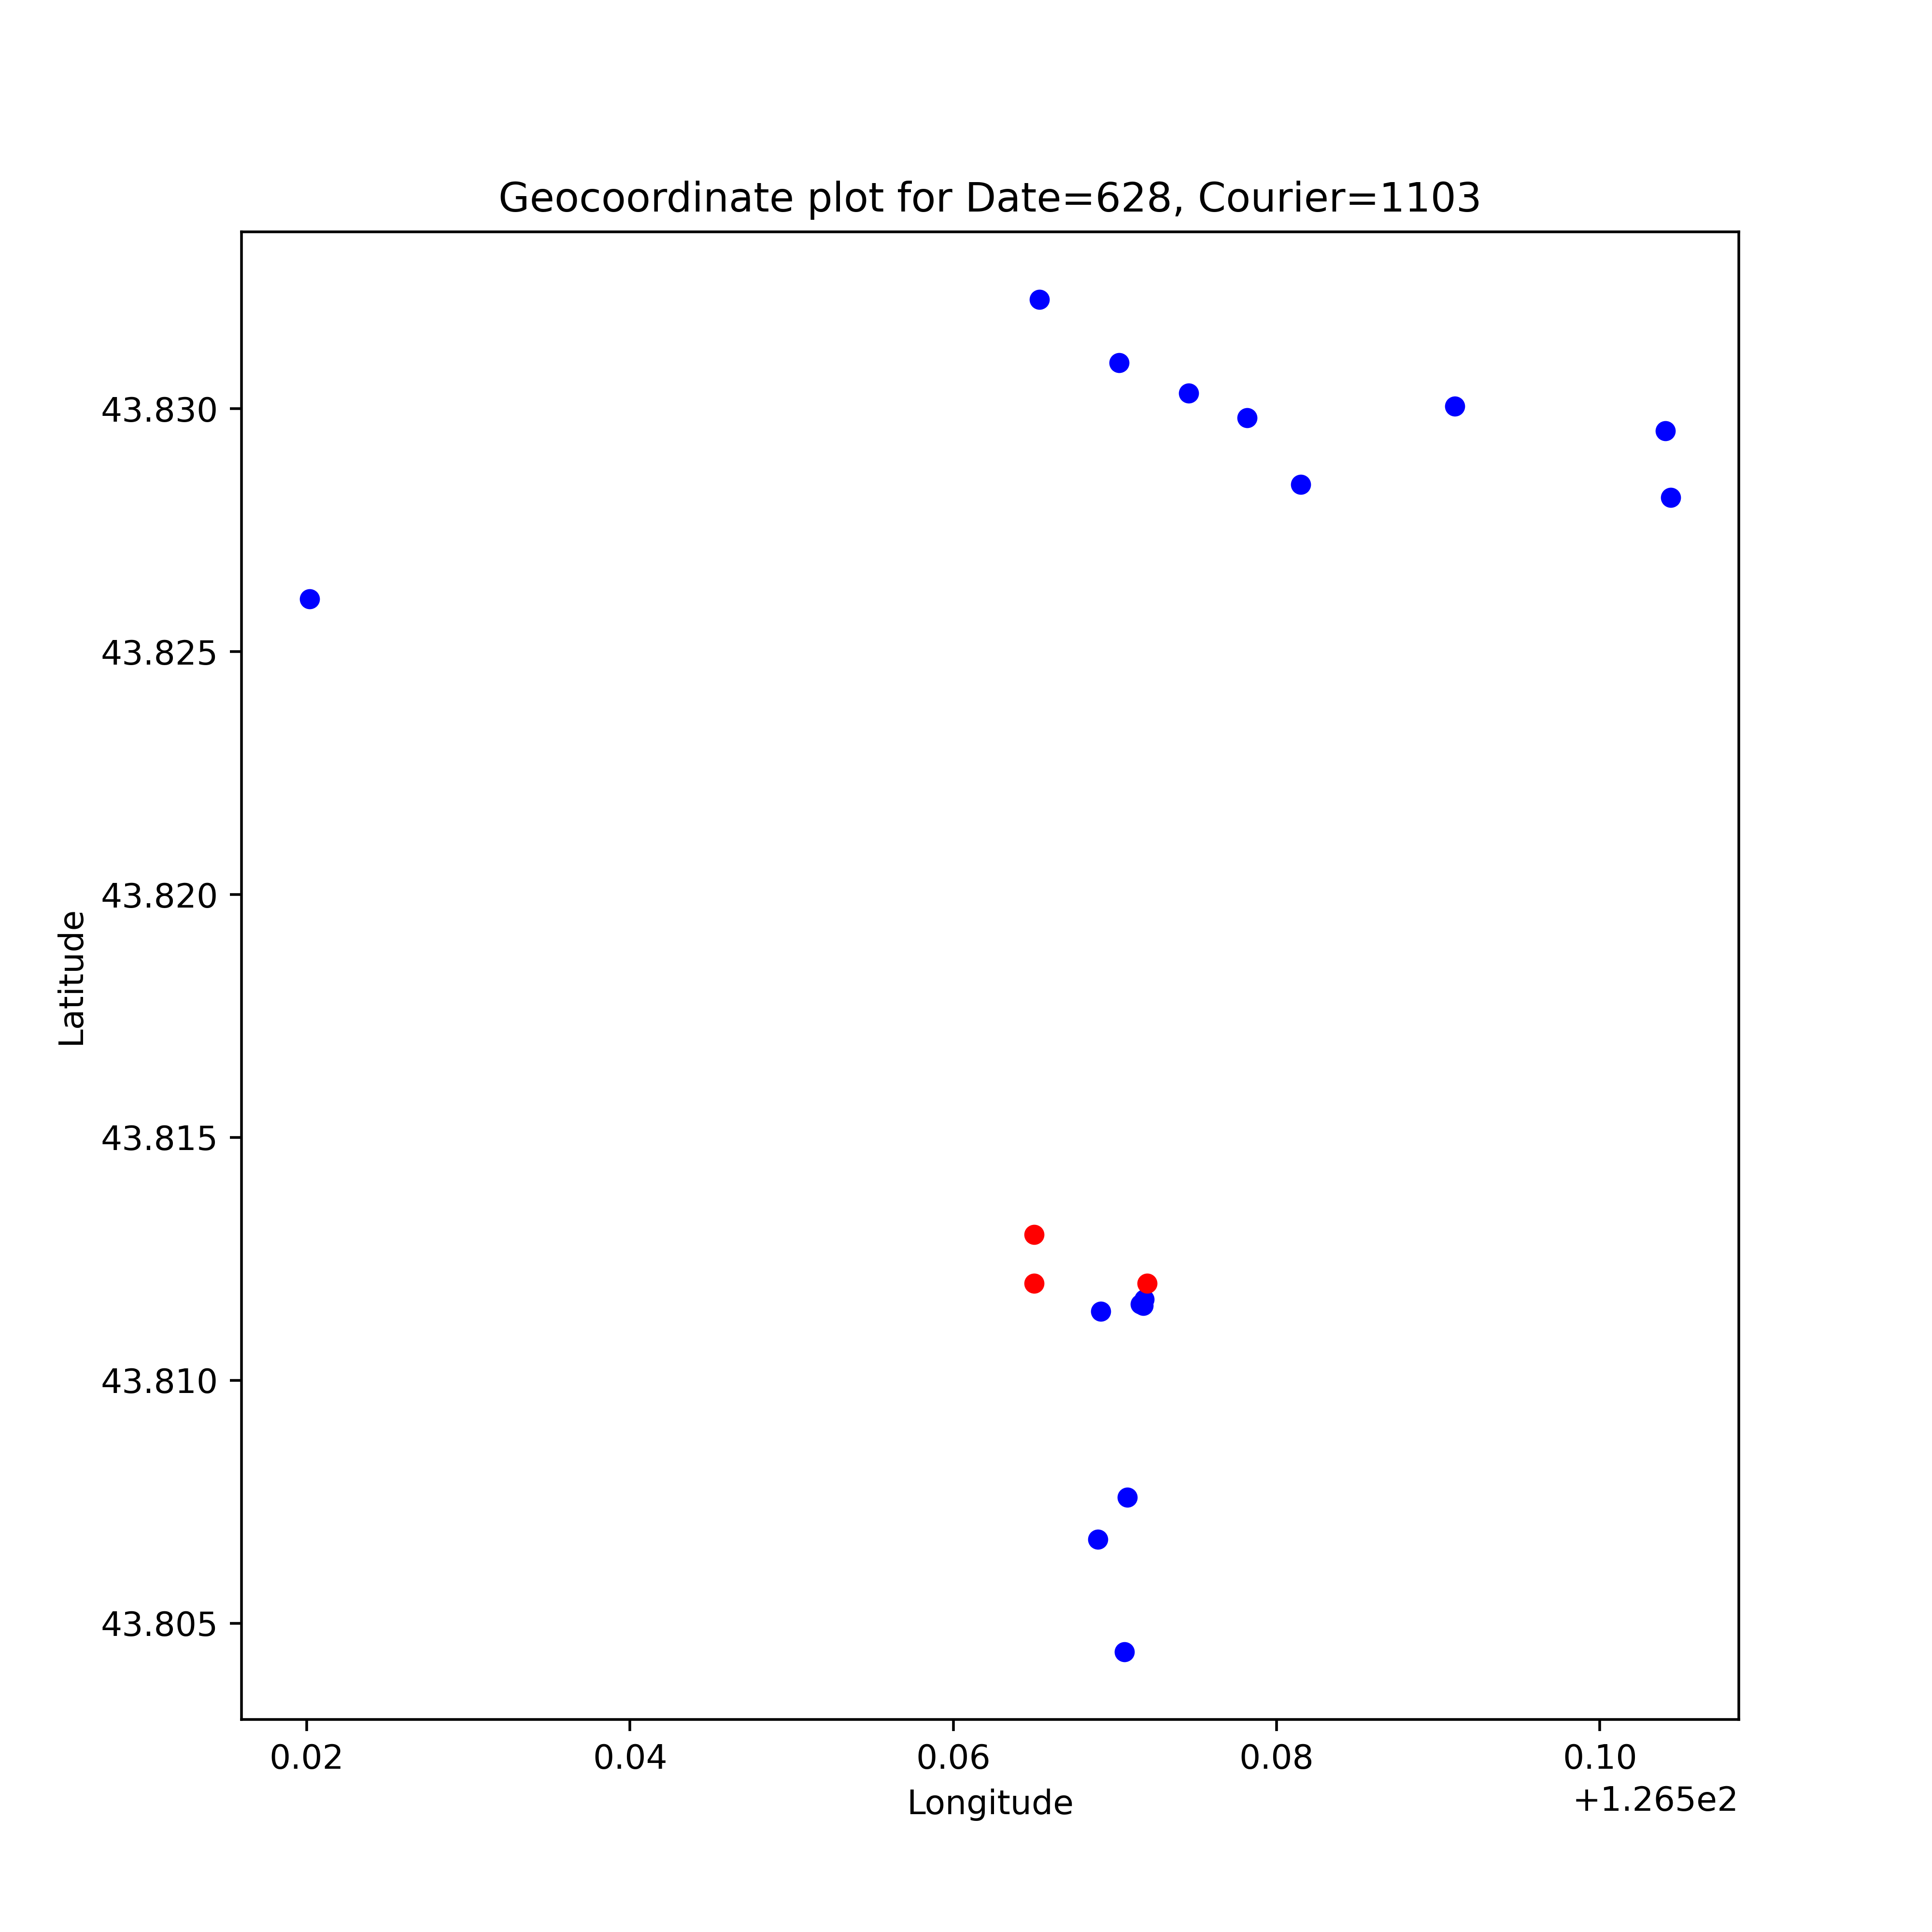 Geocoordinate plot for Date=628, Courier=1103
43.830
43.825
43.820
43.815
43.810
43.805
Latitude
0.02 0.04 0.06 0.08 0.10
Longitude
+1.265e2